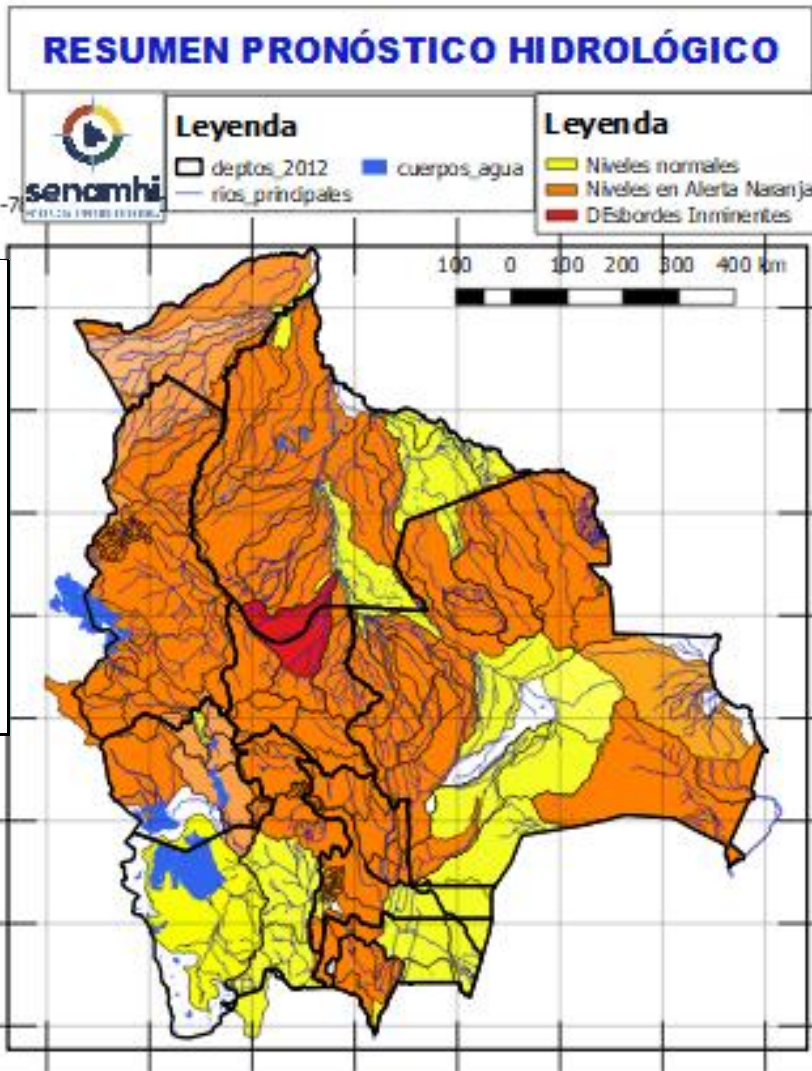 RESUMEN PRONÓSTICO HIDROLÓGICO
senamhi
Leyenda
deptos_2012
cuerpos_agua
rios_principales
Leyenda
Niveles normales
Niveles en Alerta Naranja
DEsbordes Inminentes
100 0 100 200 300 400 km